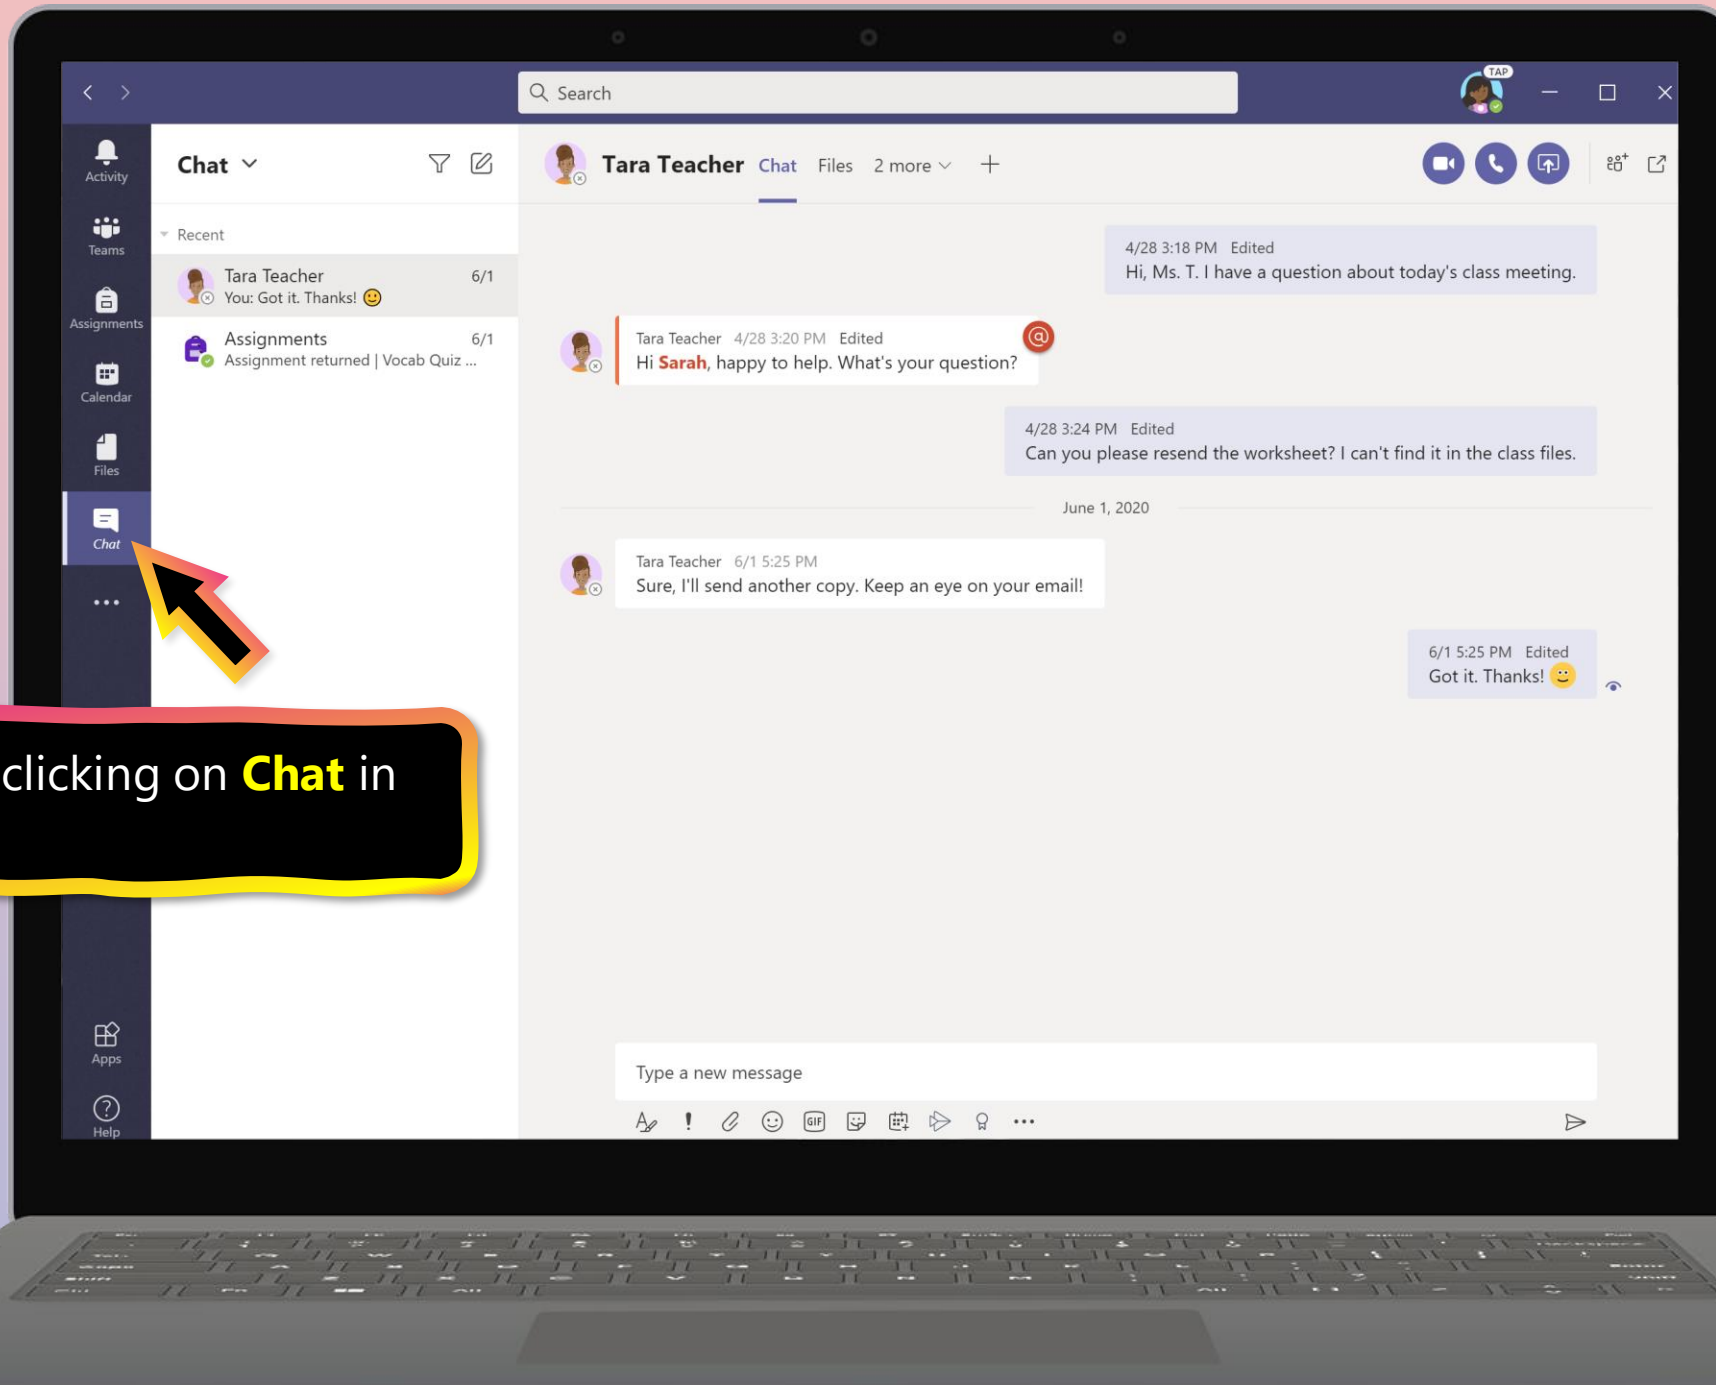 Search
TAP
Activity
Teams
Assignments
Calendar
Files
Chat
Apps
Help
Chat
Recent
Tara Teacher 6/1
You: Got it. Thanks! 🙂
Assignments 6/1
Assignment returned | Vocab Quiz ...
Tara Teacher Chat Files 2 more
4/28 3:18 PM Edited
Hi, Ms. T. I have a question about today's class meeting.
Tara Teacher 4/28 3:20 PM Edited
@
Hi Sarah, happy to help. What's your question?
4/28 3:24 PM Edited
Can you please resend the worksheet? I can't find it in the class files.
June 1, 2020
Tara Teacher 6/1 5:25 PM
Sure, I'll send another copy. Keep an eye on your email!
6/1 5:25 PM Edited
Got it. Thanks! 🙂
clicking on Chat in
Type a new message
GIF